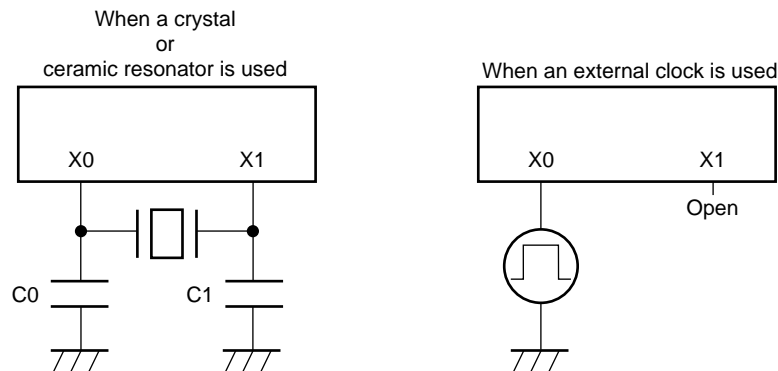 When a crystal
or
ceramic resonator is used
X0
X1
C0
C1
When an external clock is used
X0
X1
Open